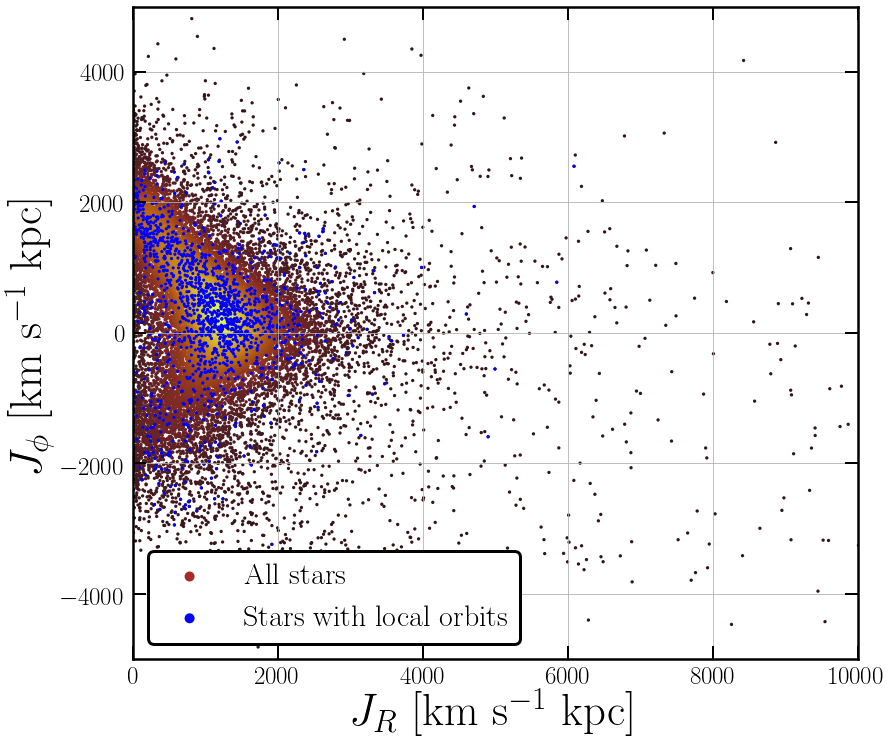 4000
2000
0
−2000
−4000
J_ϕ [km s⁻¹ kpc]
All stars
Stars with local orbits
0 2000 4000 6000 8000 10000
J_R [km s⁻¹ kpc]